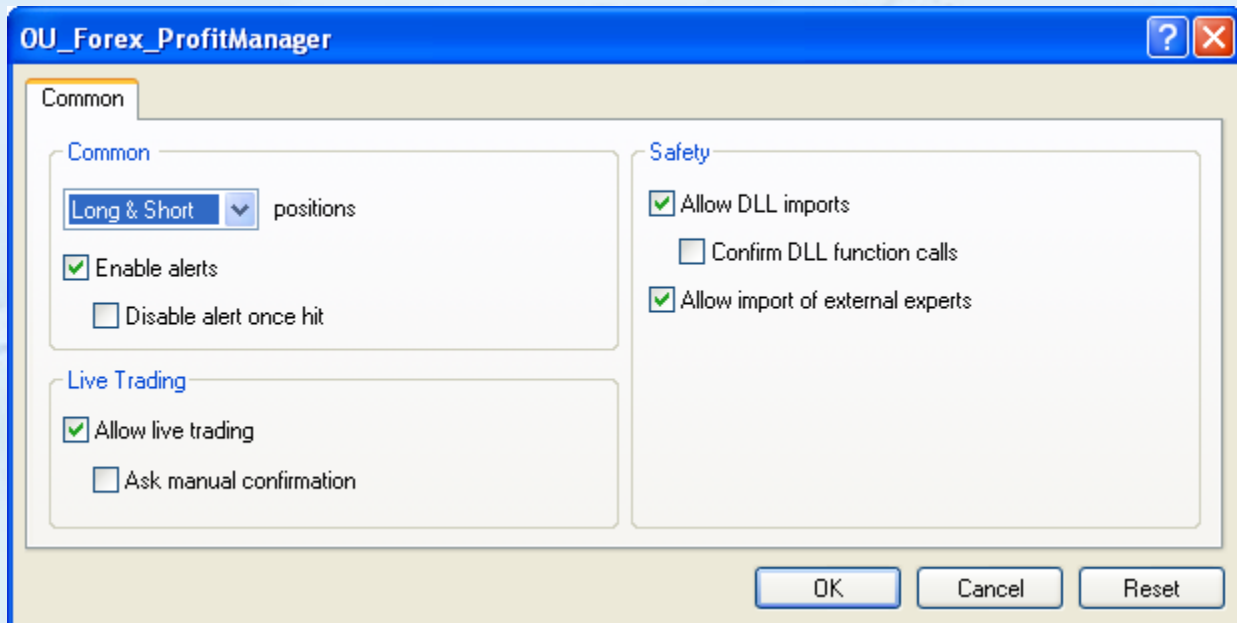 OU_Forex_ProfitManager
Common
Common
Long & Short positions
Enable alerts
Disable alert once hit
Live Trading
Allow live trading
Ask manual confirmation
Safety
Allow DLL imports
Confirm DLL function calls
Allow import of external experts
OK Cancel Reset